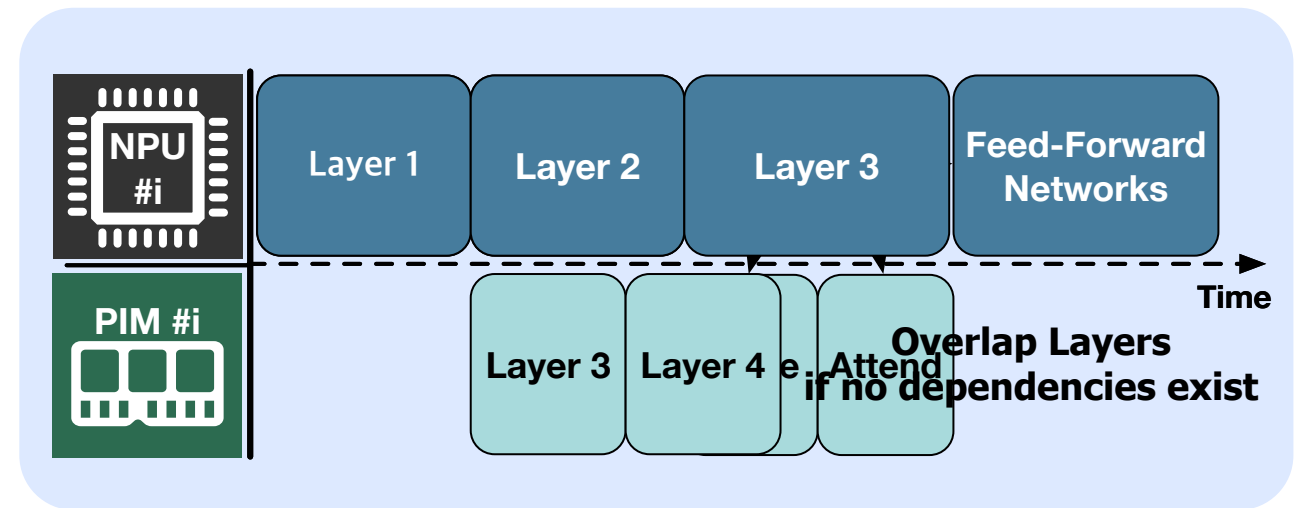 NPU
#i
Layer 1
Layer 2
Layer 3
Feed-Forward
Networks
Time
PIM #i
Layer 3
Layer 4
e
Attend
Overlap Layers
if no dependencies exist